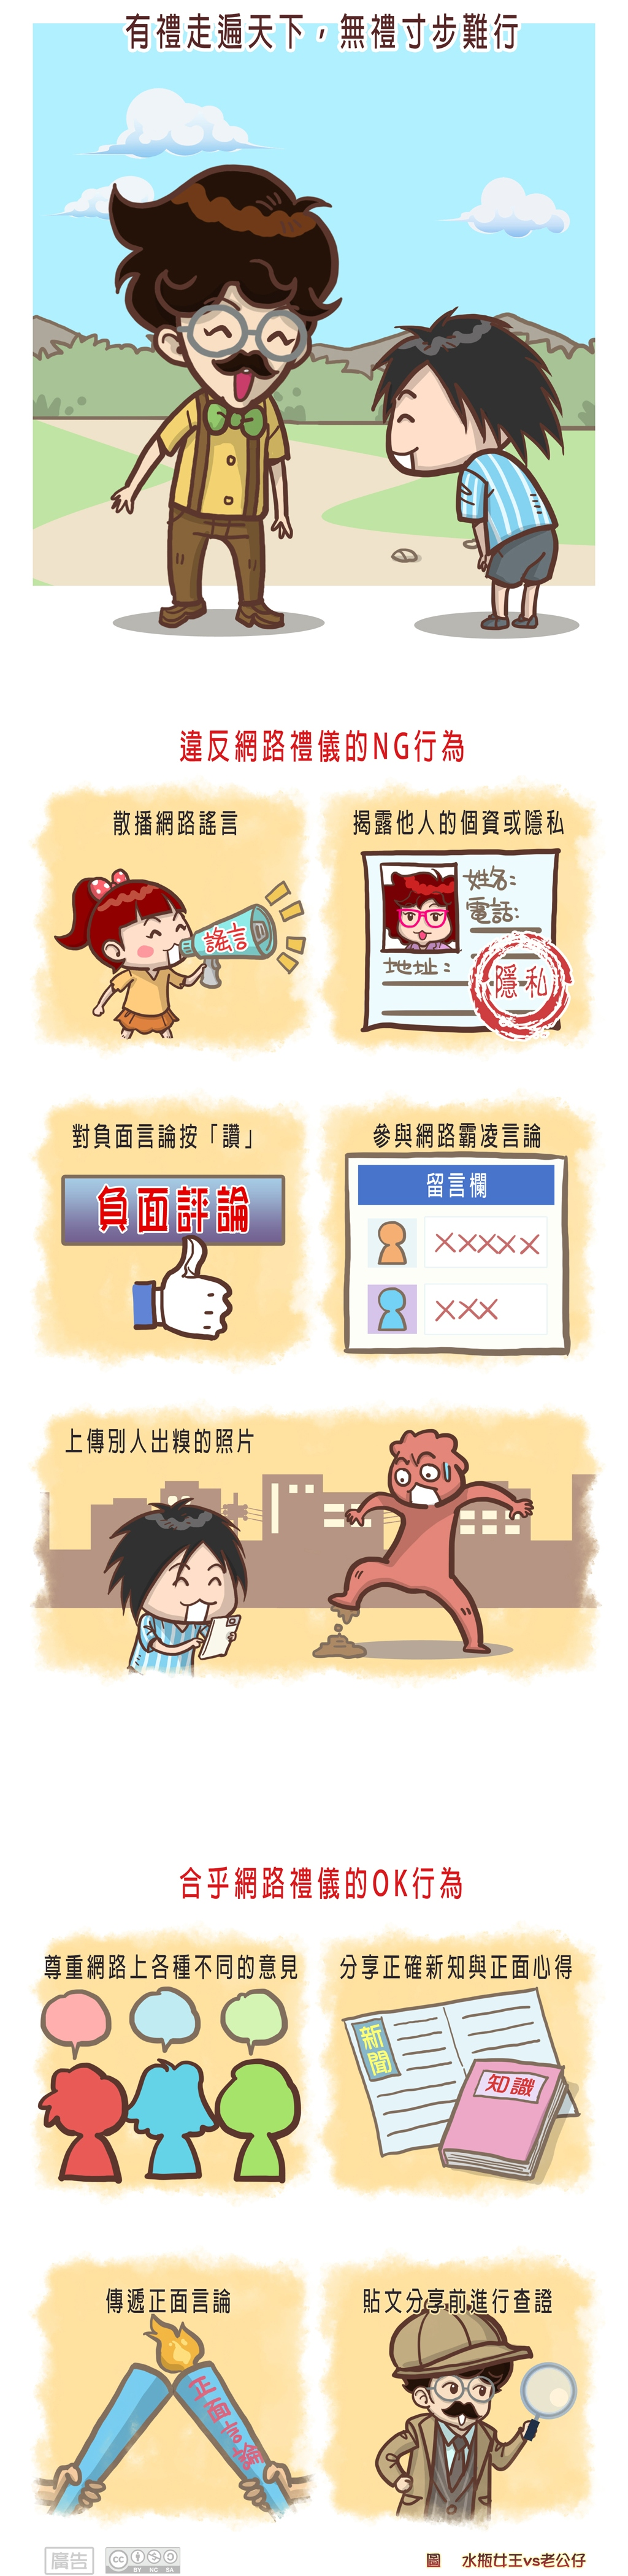 有禮走遍天下，無禮寸步難行
違反網路禮儀的NG行為
散播網路謠言
謠言
揭露他人的個資或隱私
姓名:
電話:
地址:
隱私
對負面言論按「讚」
負面評論
參與網路霸凌言論
留言欄
×××××
×××
上傳別人出糗的照片
合乎網路禮儀的OK行為
尊重網路上各種不同的意見
分享正確新知與正面心得
新聞
知識
傳遞正面言論
正面言論
貼文分享前進行查證
廣告
CC BY NC SA
圖 水瓶女王vs老公仔